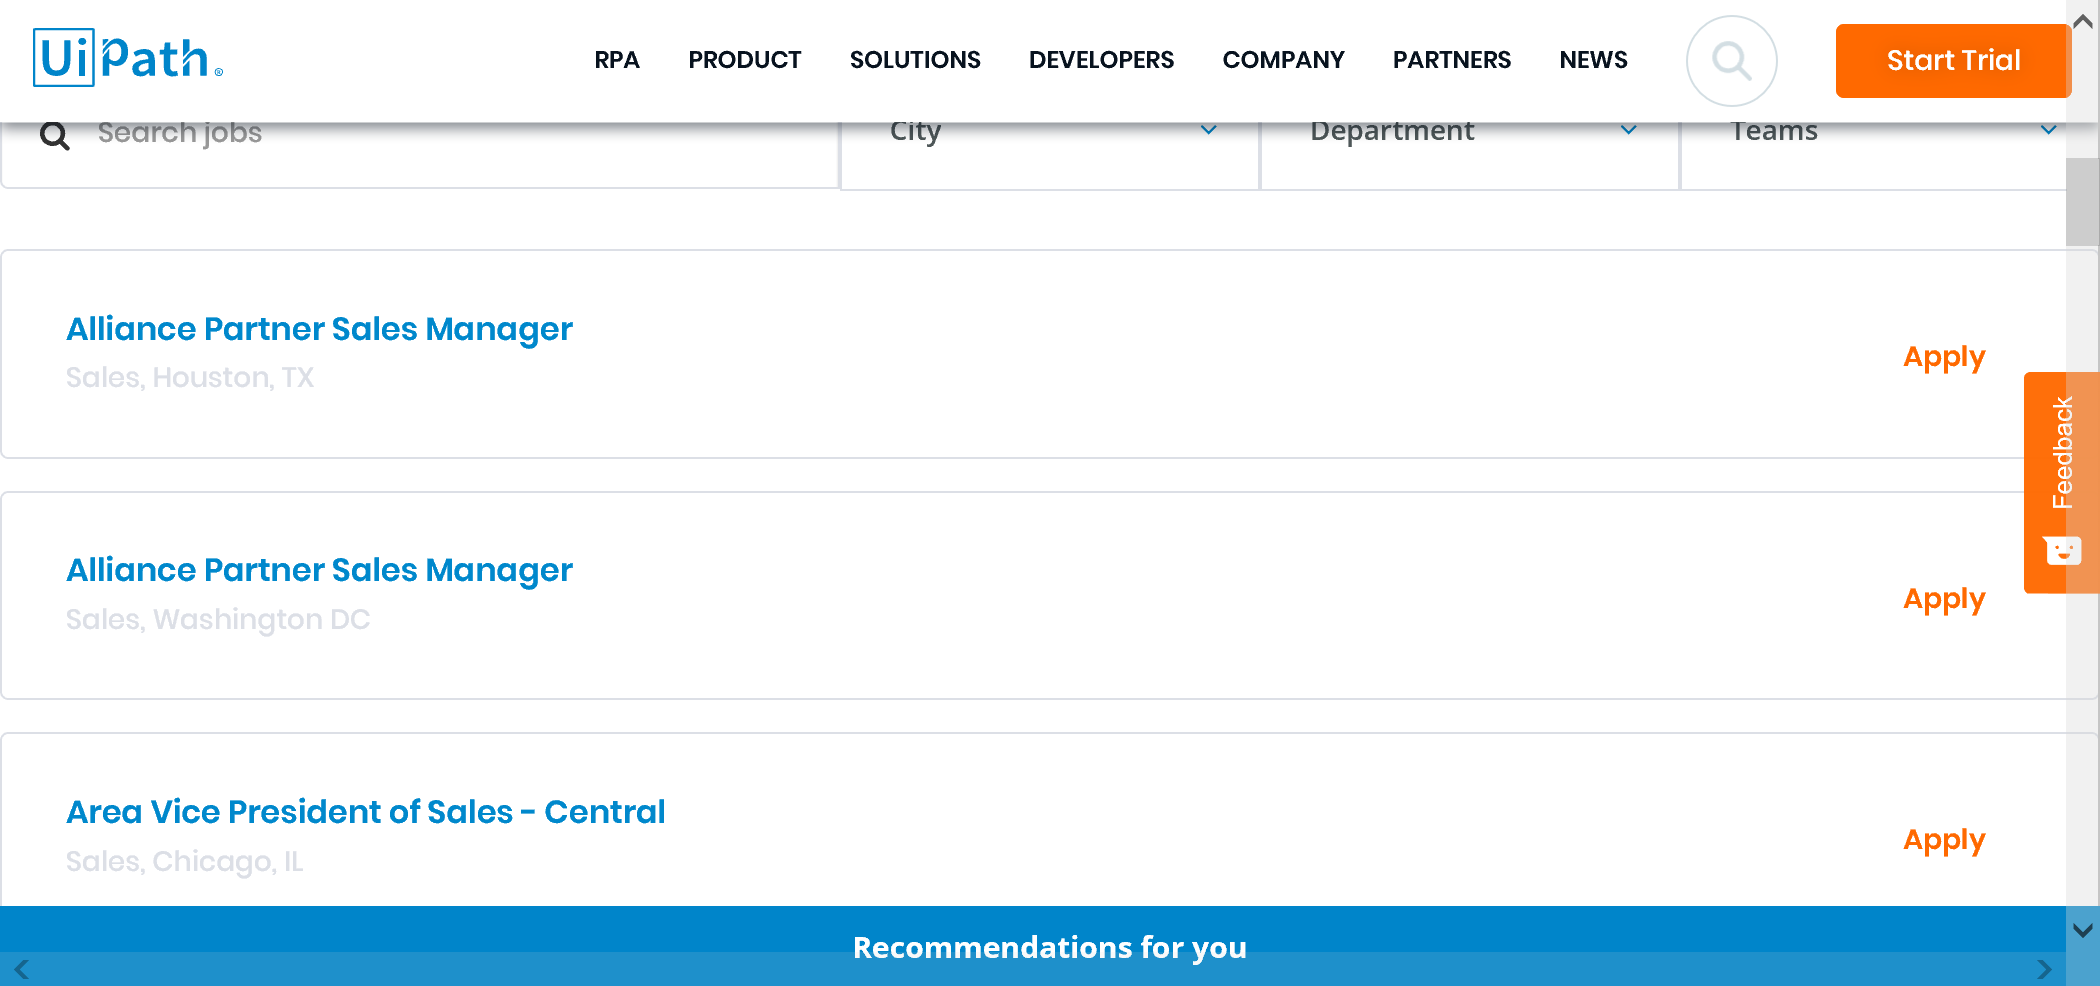 UiPath®
RPA PRODUCT SOLUTIONS DEVELOPERS COMPANY PARTNERS NEWS Start Trial
Search jobs City Department Teams
Alliance Partner Sales Manager
Sales, Houston, TX
Apply
Feedback
Alliance Partner Sales Manager
Sales, Washington DC
Apply
Area Vice President of Sales - Central
Sales, Chicago, IL
Apply
Recommendations for you